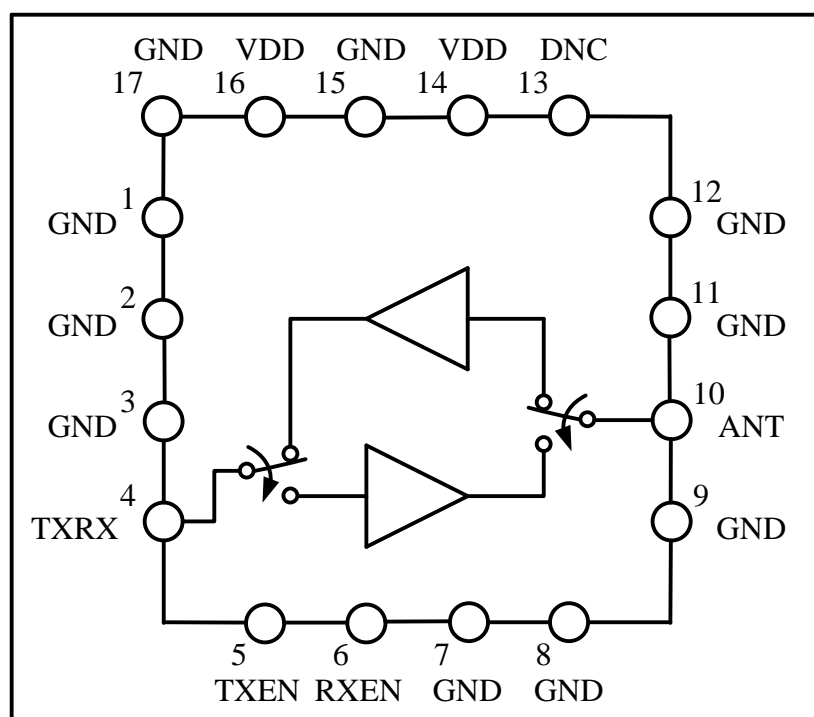 GND VDD GND VDD DNC
17 16 15 14 13
1 12
GND GND
2 11
GND GND
3 10
GND ANT
4 9
TXRX GND
5 6 7 8
TXEN RXEN GND GND